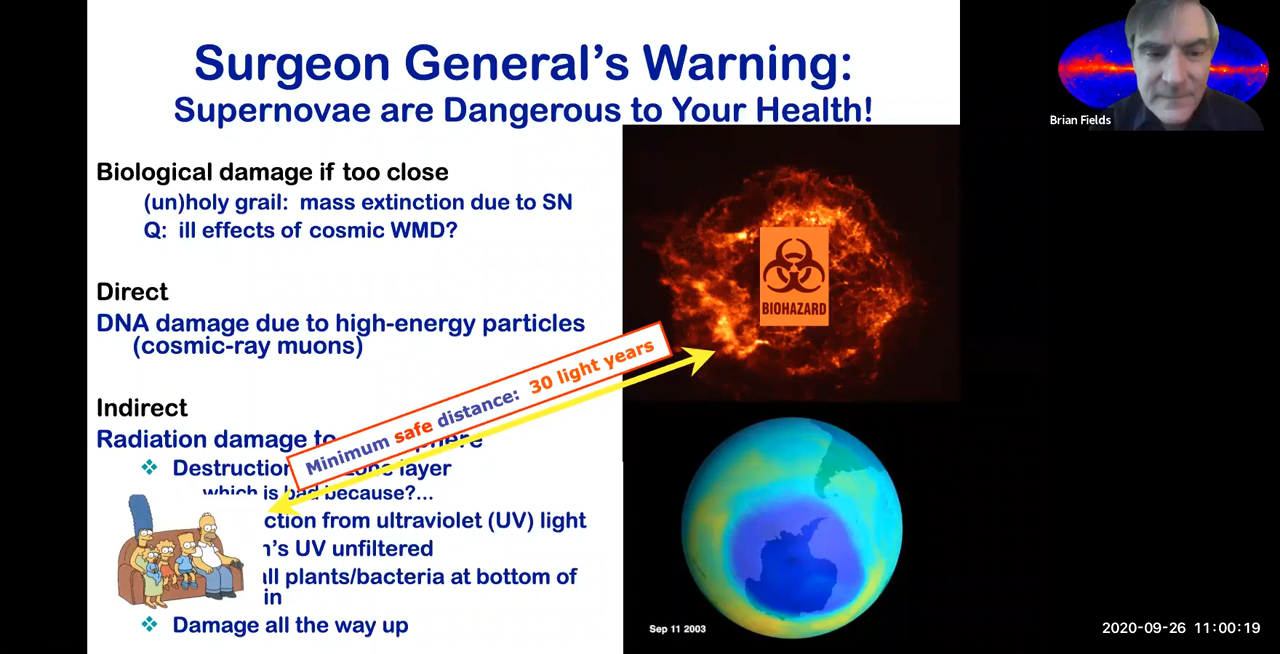 Surgeon General's Warning:
Supernovae are Dangerous to Your Health!
Brian Fields
Biological damage if too close
(un)holy grail: mass extinction due to SN
Q: ill effects of cosmic WMD?
BIOHAZARD
Direct
DNA damage due to high-energy particles
(cosmic-ray muons)
Minimum safe distance: 30 light years
Indirect
Radiation damage to
❖ Destruction layer
which is bad because?...
ction from ultraviolet (UV) light
n's UV unfiltered
all plants/bacteria at bottom of
in
❖ Damage all the way up
Sep 11 2003
2020-09-26 11:00:19